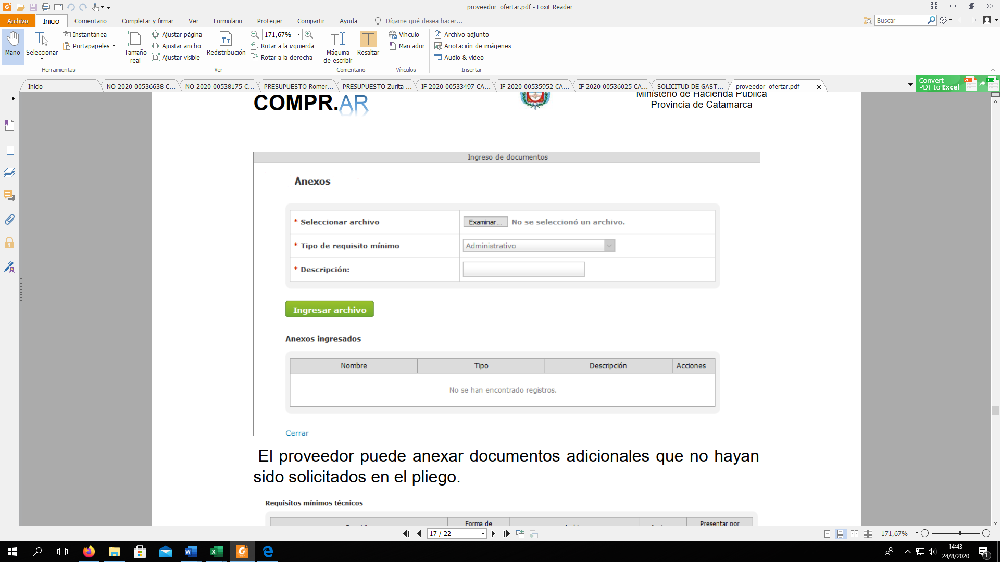 proveedor_ofertar.pdf - Foxit Reader
Archivo
Inicio
Comentario
Completar y firmar
Ver
Formulario
Proteger
Compartir
Ayuda
Dígame qué desea hacer...
Buscar
Mano
Seleccionar
Instantánea
Portapapeles
Herramientas
Tamaño
real
Ajustar página
Ajustar ancho
Ajustar visible
Redistribución
171,67%
Rotar a la izquierda
Rotar a la derecha
Ver
Máquina
de escribir
Resaltar
Comentario
Vínculo
Marcador
Vínculos
Archivo adjunto
Anotación de imágenes
Audio & video
Insertar
Inicio
NO-2020-00536638-C...
NO-2020-00538175-C...
PRESUPUESTO Romer...
PRESUPUESTO Zurita ...
IF-2020-00533497-CA...
IF-2020-00535952-CA...
IF-2020-00536025-CA...
SOLICITUD DE GAST...
proveedor_ofertar.pdf
Convert
PDF to Excel
PDF
XLS
COMPR.AR
Ministerio de Hacienda Pública
Provincia de Catamarca
Ingreso de documentos
Anexos
* Seleccionar archivo
Examinar... No se seleccionó un archivo.
* Tipo de requisito mínimo
Administrativo
* Descripción:
Ingresar archivo
Anexos ingresados
Nombre Tipo Descripción Acciones
No se han encontrado registros.
Cerrar
El proveedor puede anexar documentos adicionales que no hayan
sido solicitados en el pliego.
Requisitos mínimos técnicos
Forma de
Presentar por
17 / 22
171,67%
14:43
24/8/2020
1